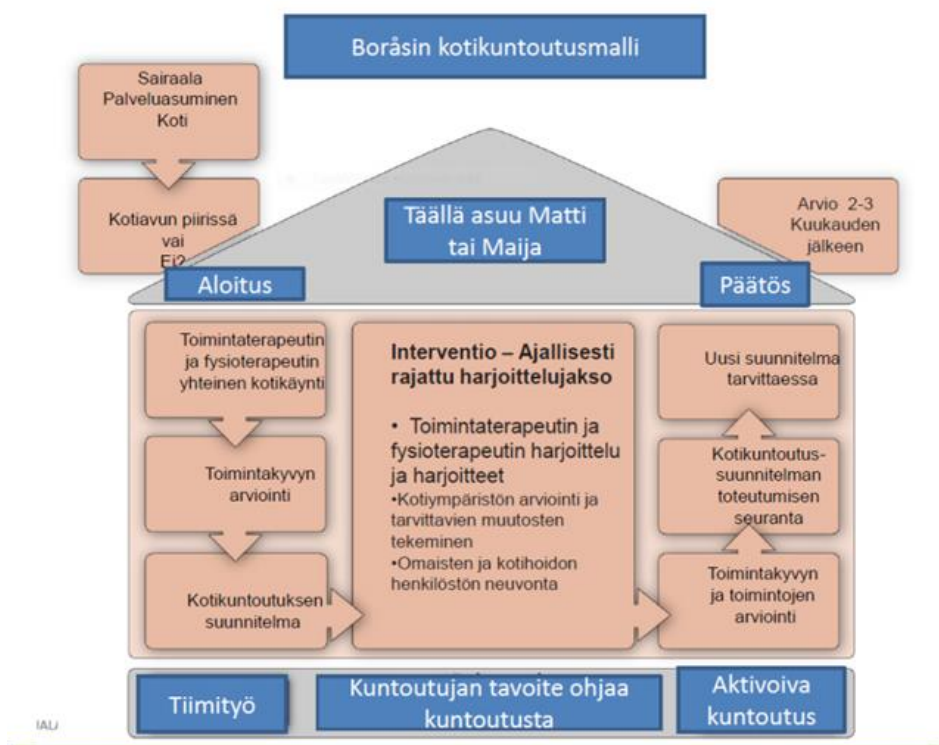 Boråsin kotikuntoutusmalli
Sairaala
Palveluasuminen
Koti
Kotiavun piirissä
vai
Ei?
Täällä asuu Matti
tai Maija
Arvio 2-3
Kuukauden
jälkeen
Aloitus
Päätös
Toimintaterapeutin
ja fysioterapeutin
yhteinen kotikäynti
Toimintakyvyn
arviointi
Kotikuntoutuksen
suunnitelma
Interventio – Ajallisesti
rajattu harjoittelujakso
• Toimintaterapeutin ja
fysioterapeutin harjoittelu
ja harjoitteet
•Kotiympäristön arviointi ja
tarvittavien muutosten
tekeminen
•Omaisten ja kotihoidon
henkilöstön neuvonta
Uusi suunnitelma
tarvittaessa
Kotikuntoutus-
suunnitelman
toteutumisen
seuranta
Toimintakyvyn
ja toimintojen
arviointi
Tiimityö
Kuntoutujan tavoite ohjaa
kuntoutusta
Aktivoiva
kuntoutus